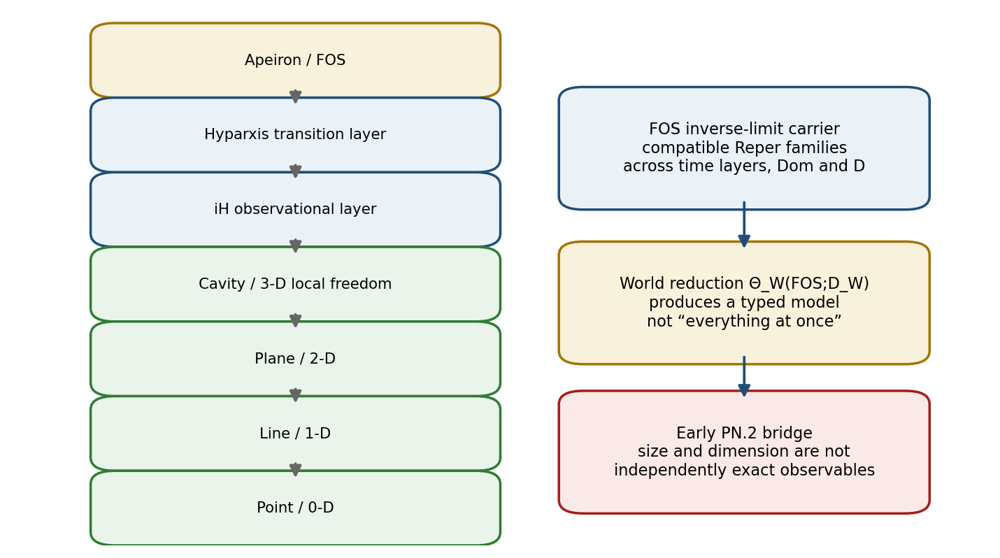 Apeiron / FOS
Hyparxis transition layer
iH observational layer
Cavity / 3-D local freedom
Plane / 2-D
Line / 1-D
Point / 0-D
FOS inverse-limit carrier
compatible Reper families
across time layers, Dom and D
World reduction Θ_W(FOS;D_W)
produces a typed model
not “everything at once”
Early PN.2 bridge
size and dimension are not
independently exact observables